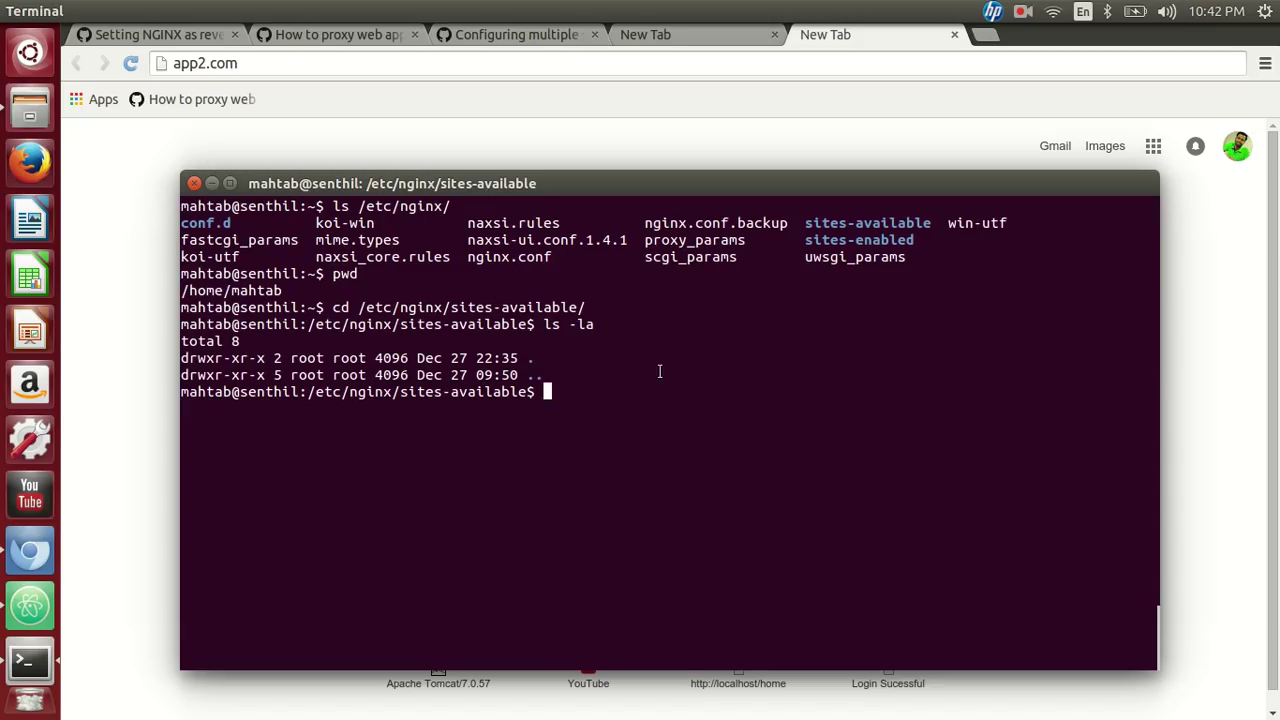 Terminal
En
10:42 PM
Setting NGINX as reve
How to proxy web app
Configuring multiple
New Tab
New Tab
app2.com
Apps
How to proxy web
Gmail
Images
mahtab@senthil: /etc/nginx/sites-available
mahtab@senthil:~$ ls /etc/nginx/
conf.d koi-win naxsi.rules nginx.conf.backup sites-available win-utf
fastcgi_params mime.types naxsi-ui.conf.1.4.1 proxy_params sites-enabled
koi-utf naxsi_core.rules nginx.conf scgi_params uwsgi_params
mahtab@senthil:~$ pwd
/home/mahtab
mahtab@senthil:~$ cd /etc/nginx/sites-available/
mahtab@senthil:/etc/nginx/sites-available$ ls -la
total 8
drwxr-xr-x 2 root root 4096 Dec 27 22:35 .
drwxr-xr-x 5 root root 4096 Dec 27 09:50 ..
mahtab@senthil:/etc/nginx/sites-available$
You
Tube
Apache Tomcat/7.0.57
YouTube
http://localhost/home
Login Sucessful